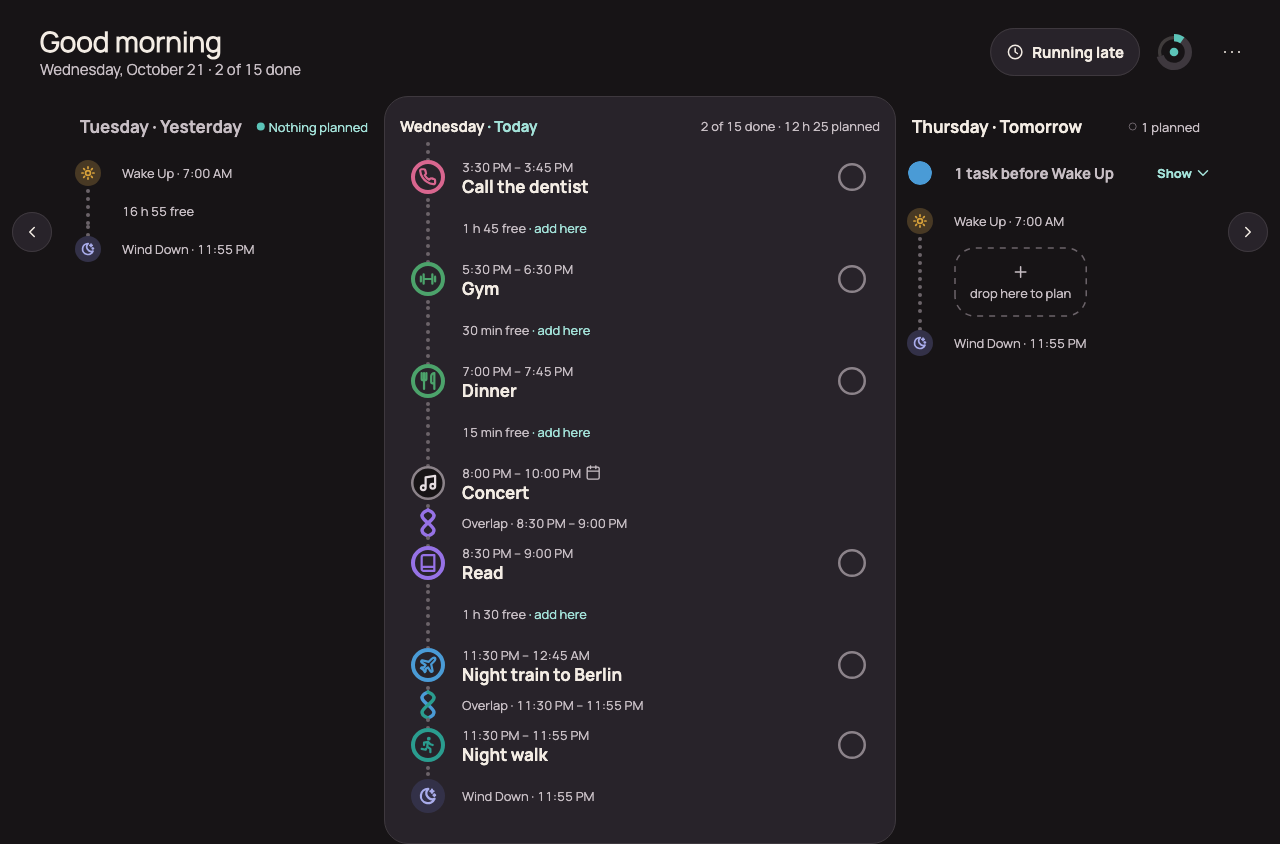 Good morning
Wednesday, October 21 · 2 of 15 done
Running late
Tuesday · Yesterday
Nothing planned
Wake Up · 7:00 AM
16 h 55 free
Wind Down · 11:55 PM
Wednesday · Today
2 of 15 done · 12 h 25 planned
3:30 PM – 3:45 PM
Call the dentist
1 h 45 free · add here
5:30 PM – 6:30 PM
Gym
30 min free · add here
7:00 PM – 7:45 PM
Dinner
15 min free · add here
8:00 PM – 10:00 PM
Concert
Overlap · 8:30 PM – 9:00 PM
8:30 PM – 9:00 PM
Read
1 h 30 free · add here
11:30 PM – 12:45 AM
Night train to Berlin
Overlap · 11:30 PM – 11:55 PM
11:30 PM – 11:55 PM
Night walk
Wind Down · 11:55 PM
Thursday · Tomorrow
1 planned
1 task before Wake Up
Show
Wake Up · 7:00 AM
drop here to plan
Wind Down · 11:55 PM